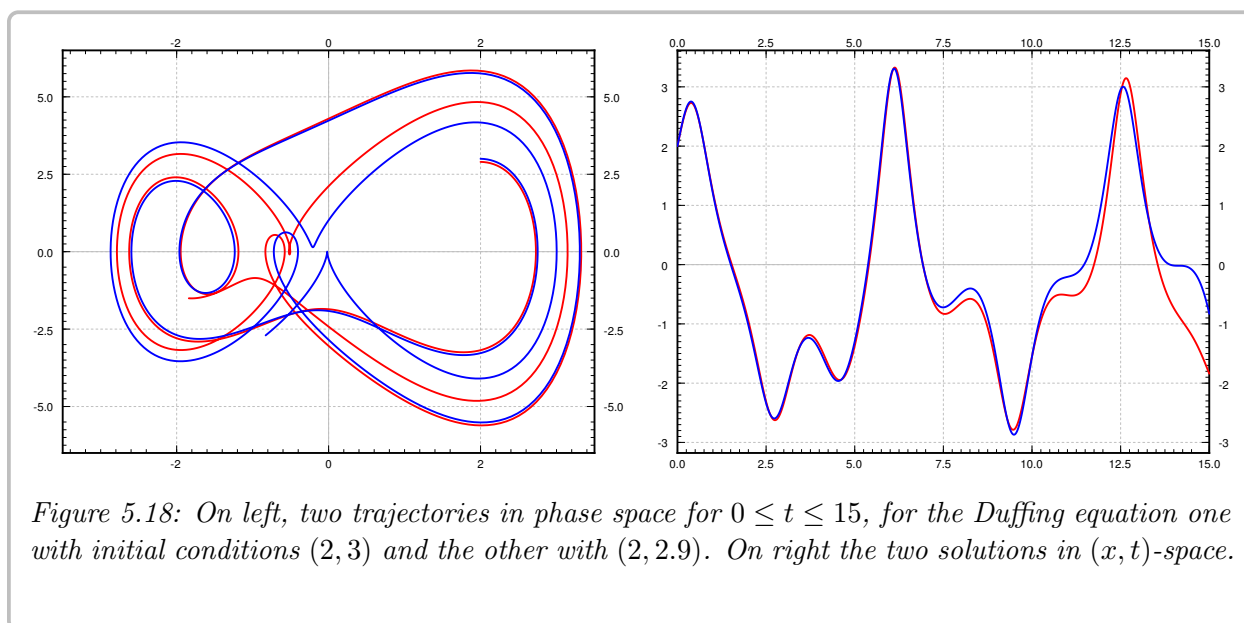 -2 0 2
0.0 2.5 5.0 7.5 10.0 12.5 15.0
5.0 5.0
2.5 2.5
0.0 0.0
-2.5 -2.5
-5.0 -5.0
3 3
2 2
1 1
0 0
-1 -1
-2 -2
-3 -3
-2 0 2
0.0 2.5 5.0 7.5 10.0 12.5 15.0
Figure 5.18: On left, two trajectories in phase space for 0 ≤ t ≤ 15, for the Duffing equation one
with initial conditions (2, 3) and the other with (2, 2.9). On right the two solutions in (x, t)-space.